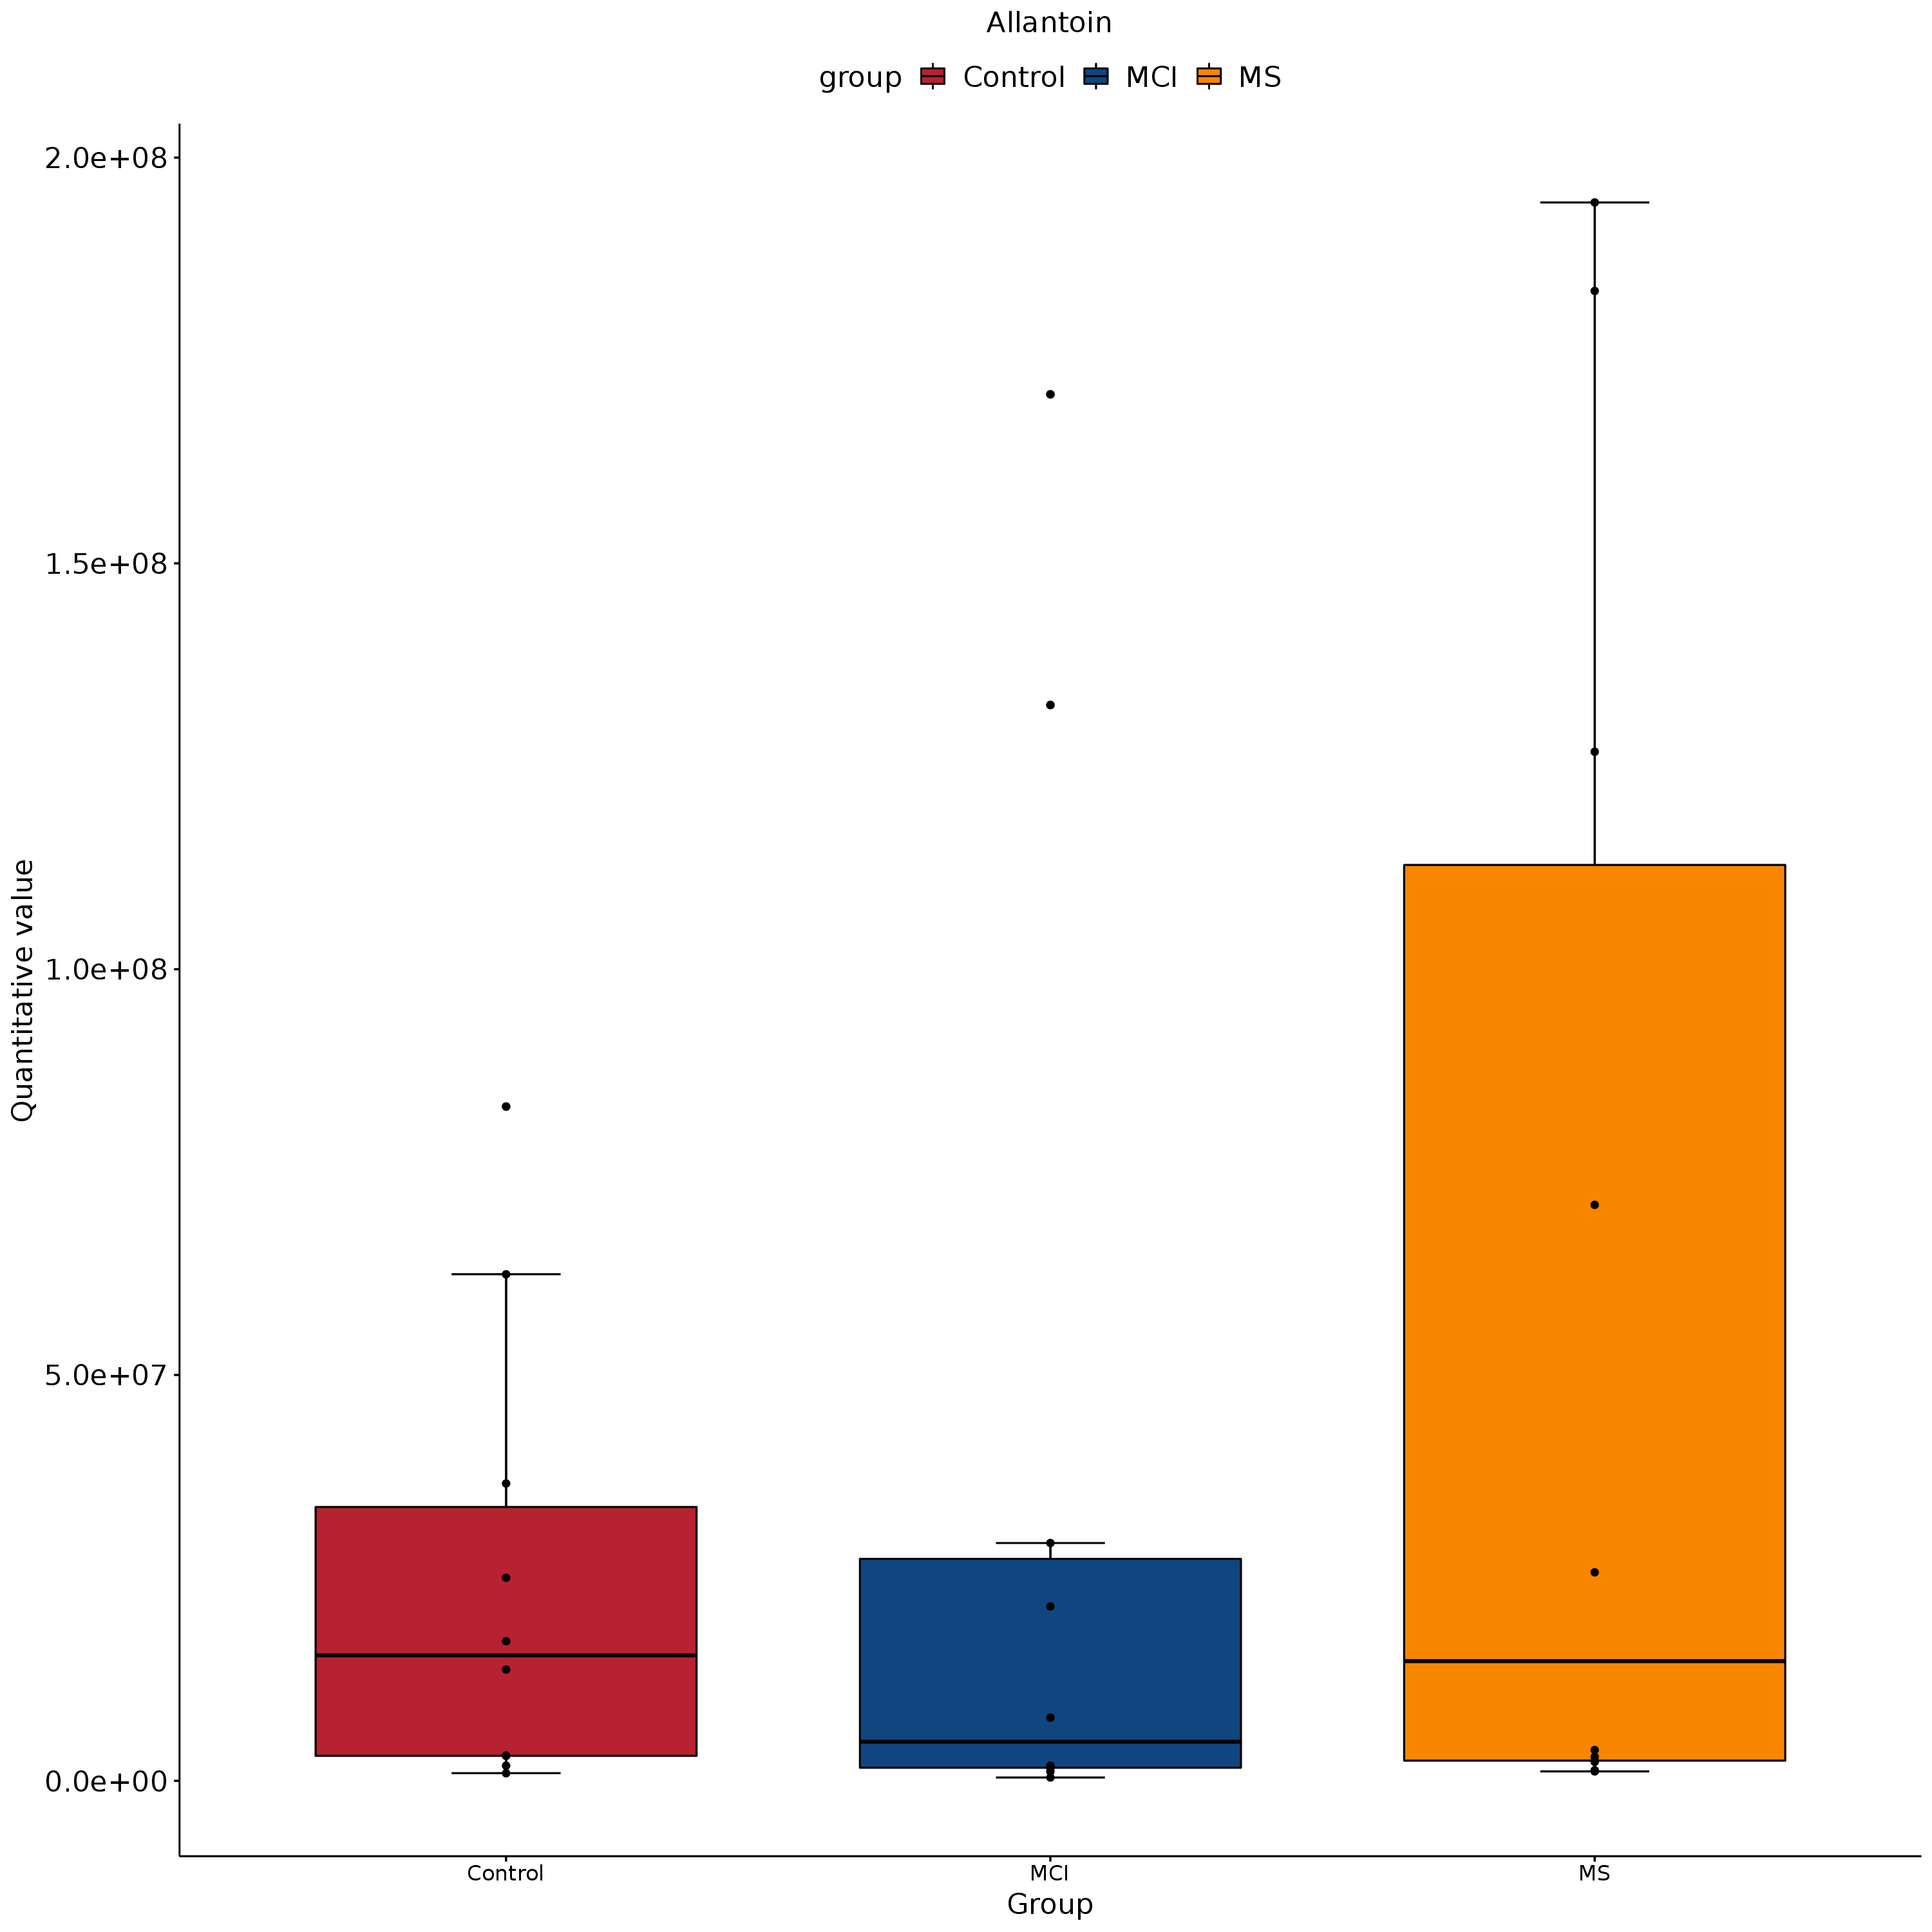 Allantoin
group Control MCI MS
2.0e+08
1.5e+08
1.0e+08
5.0e+07
0.0e+00
Quantitative value
Control MCI MS
Group